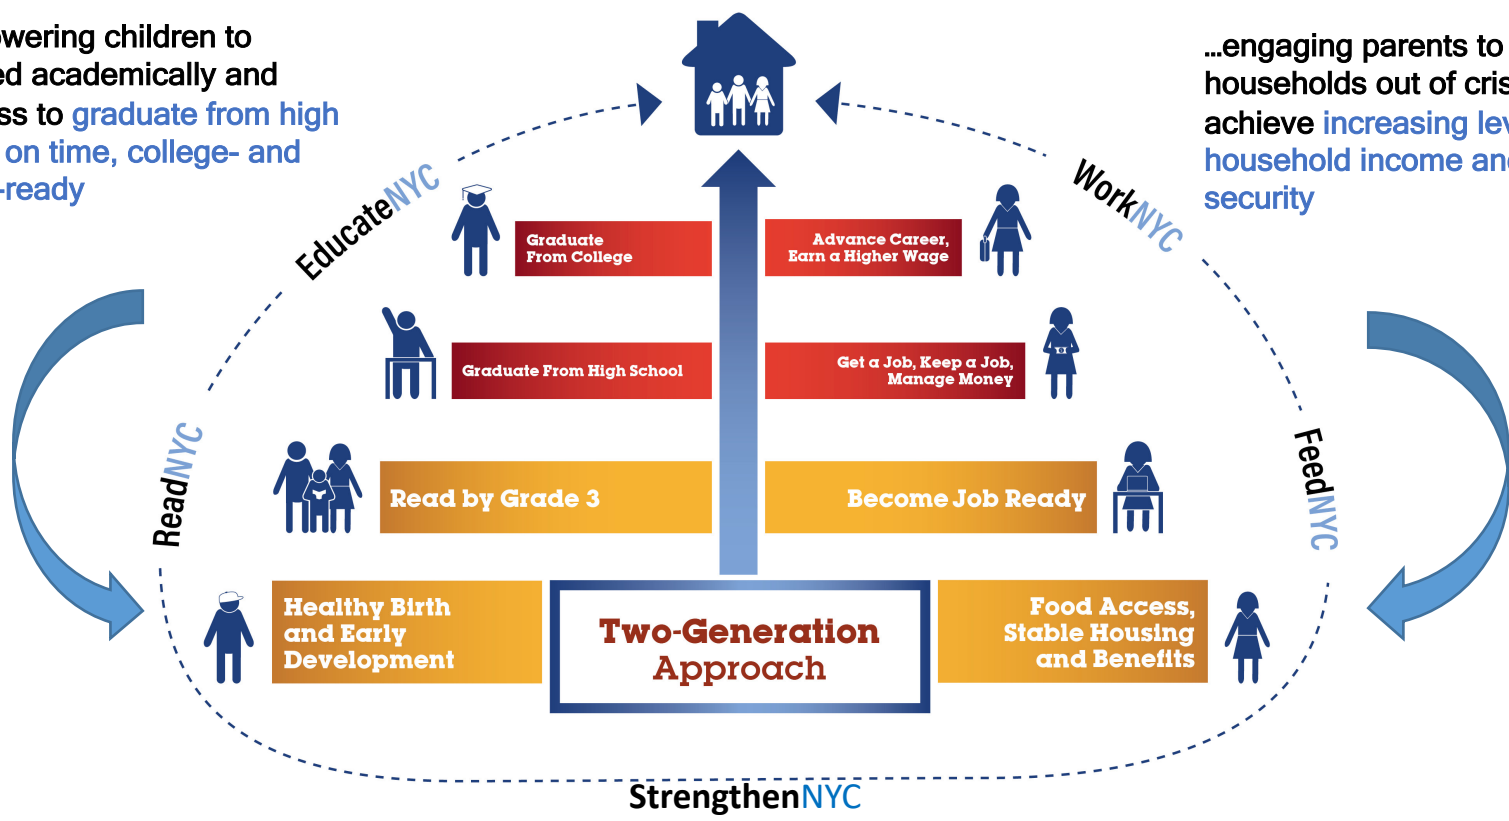 wering children to
ed academically and
ss to graduate from high
on time, college- and
-ready
...engaging parents to
households out of cris
achieve increasing lev
household income an
security
EducateNYC
WorkNYC
Graduate
From College
Advance Career,
Earn a Higher Wage
Graduate From High School
Get a Job, Keep a Job,
Manage Money
ReadNYC
FeedNYC
Read by Grade 3
Become Job Ready
Healthy Birth
and Early
Development
Two-Generation
Approach
Food Access,
Stable Housing
and Benefits
StrengthenNYC